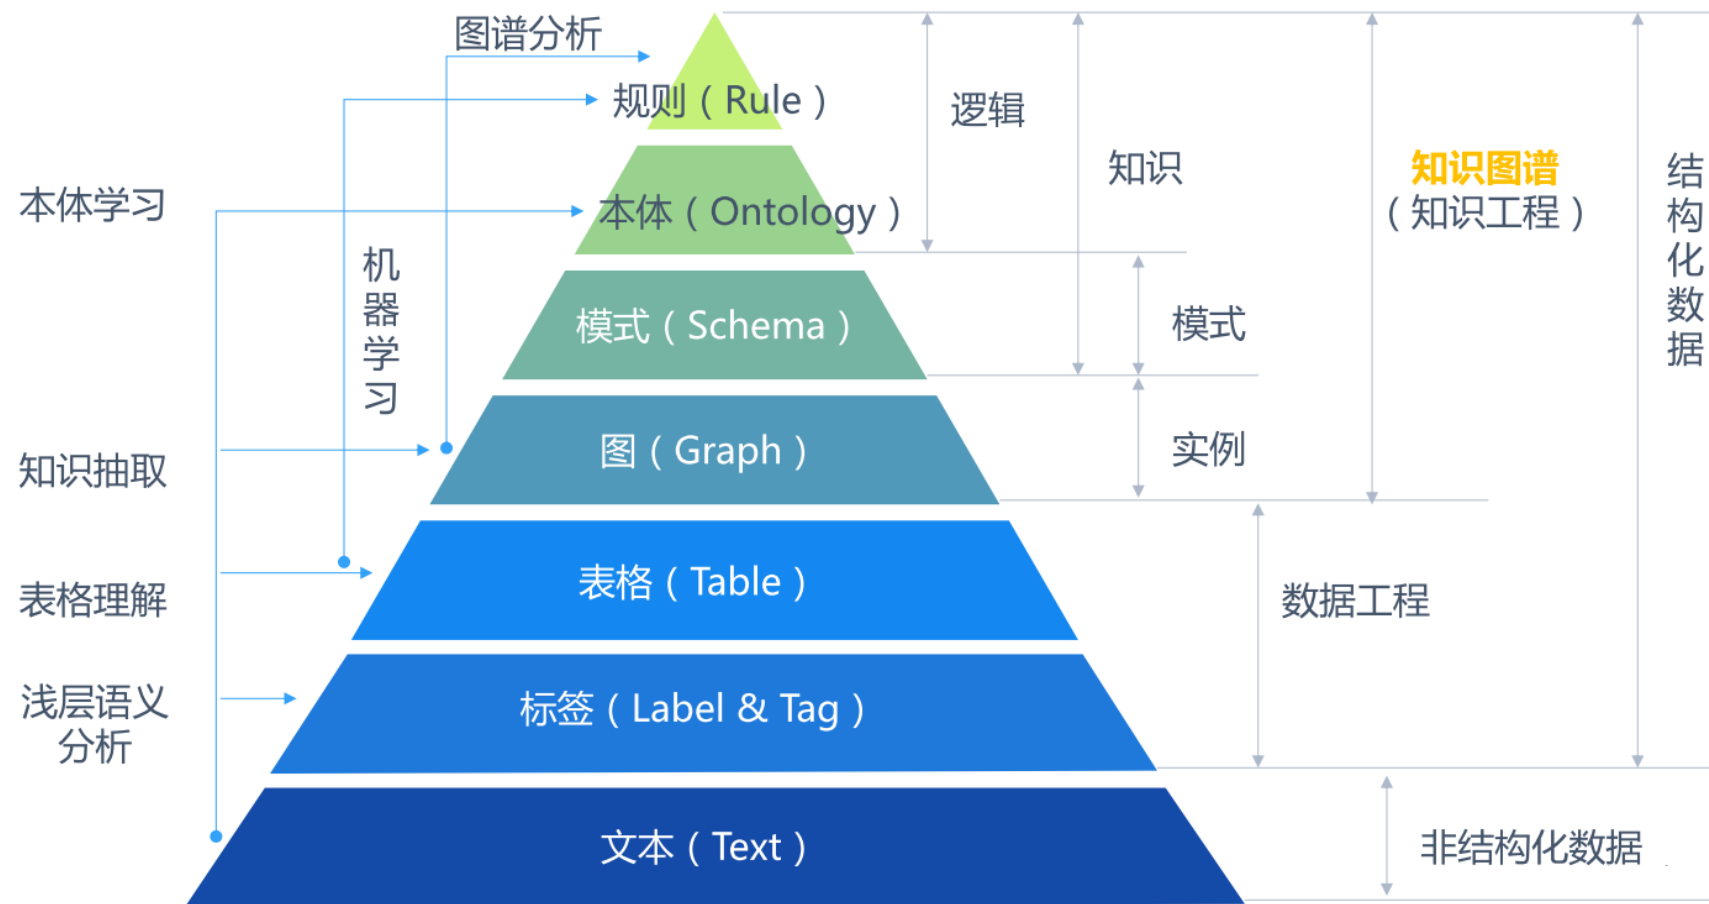 图谱分析
规则（Rule）
逻辑
知识
知识图谱
（知识工程）
结构化数据
本体学习
本体（Ontology）
机器学习
模式（Schema）
模式
知识抽取
图（Graph）
实例
表格理解
表格（Table）
数据工程
浅层语义
分析
标签（Label & Tag）
文本（Text）
非结构化数据